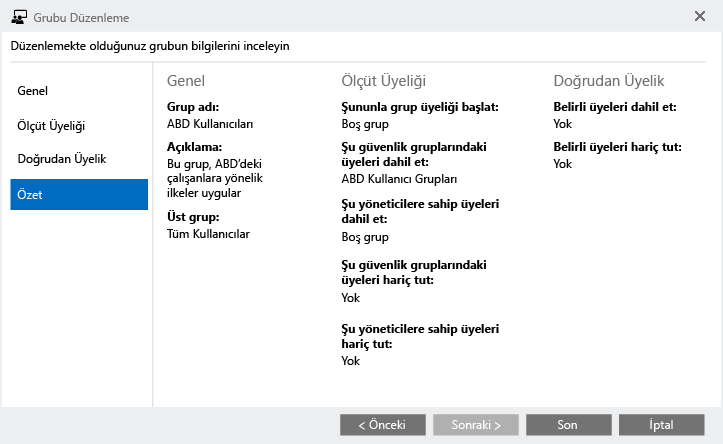 Grubu Düzenleme
Düzenlemekte olduğunuz grubun bilgilerini inceleyin
Genel
Ölçüt Üyeliği
Doğrudan Üyelik
Özet
Genel
Grup adı:
ABD Kullanıcıları
Açıklama:
Bu grup, ABD'deki
çalışanlara yönelik
ilkeler uygular
Üst grup:
Tüm Kullanıcılar
Ölçüt Üyeliği
Şununla grup üyeliği başlat:
Boş grup
Şu güvenlik gruplarındaki
üyeleri dahil et:
ABD Kullanıcı Grupları
Şu yöneticilere sahip üyeleri
dahil et:
Boş grup
Şu güvenlik gruplarındaki
üyeleri hariç tut:
Yok
Şu yöneticilere sahip üyeleri
hariç tut:
Yok
Doğrudan Üyelik
Belirli üyeleri dahil et:
Yok
Belirli üyeleri hariç tut:
Yok
< Önceki
Sonraki >
Son
İptal